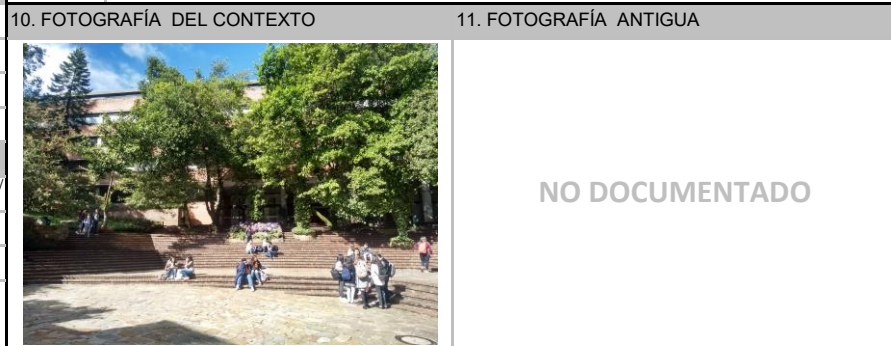 10. FOTOGRAFÍA DEL CONTEXTO
11. FOTOGRAFÍA ANTIGUA
NO DOCUMENTADO